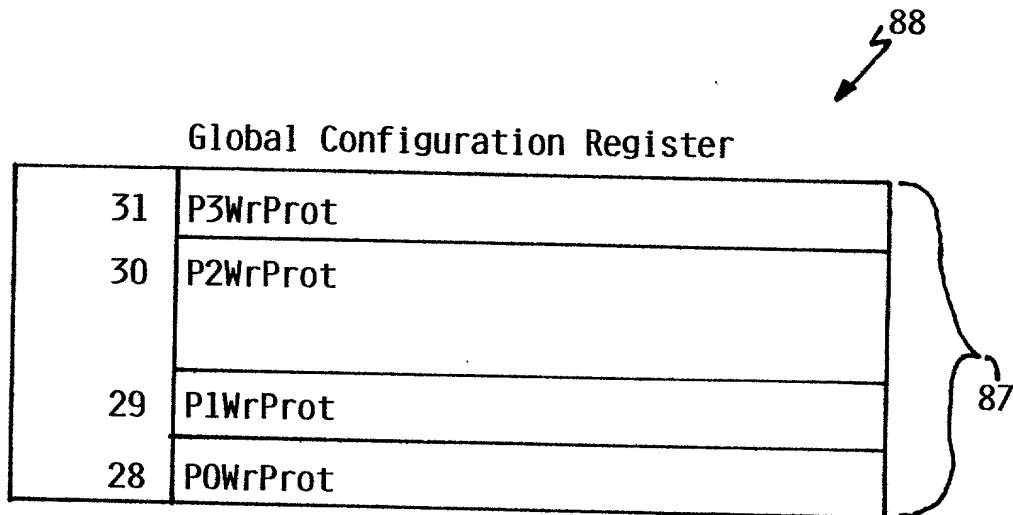 88
Global Configuration Register
31 P3WrProt
30 P2WrProt
29 P1WrProt
28 P0WrProt
87